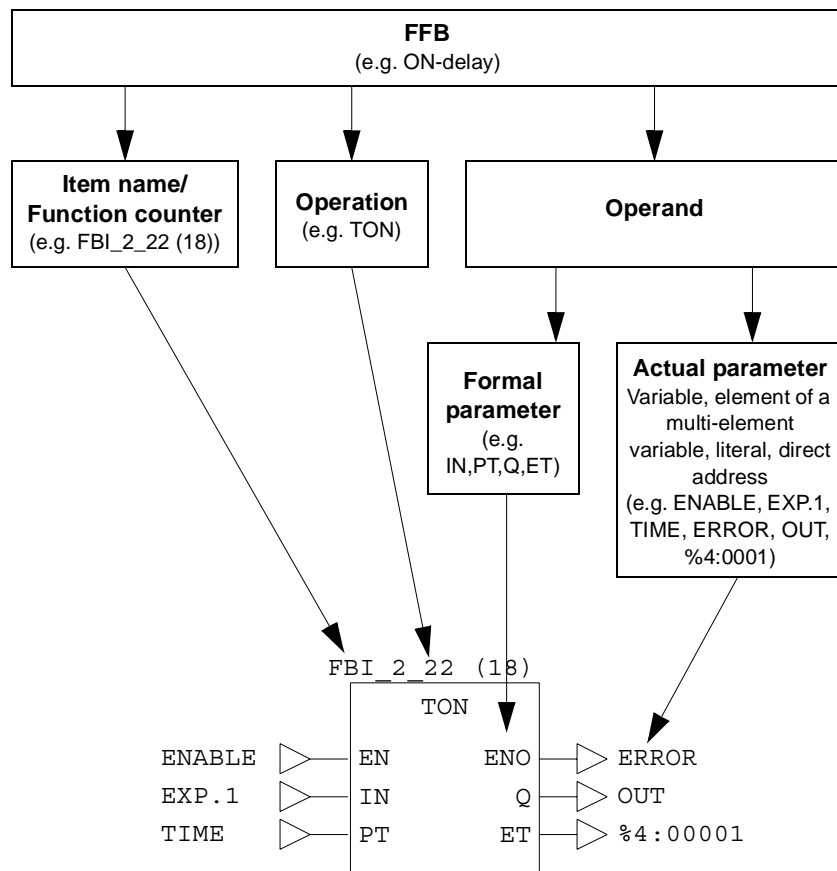 FFB
(e.g. ON-delay)
Item name/
Function counter
(e.g. FBI_2_22 (18))
Operation
(e.g. TON)
Operand
Formal
parameter
(e.g.
IN,PT,Q,ET)
Actual parameter
Variable, element of a
multi-element
variable, literal, direct
address
(e.g. ENABLE, EXP.1,
TIME, ERROR, OUT,
%4:0001)
FBI_2_22 (18)
TON
ENABLE EN ENO ERROR
EXP.1 IN Q OUT
TIME PT ET %4:00001